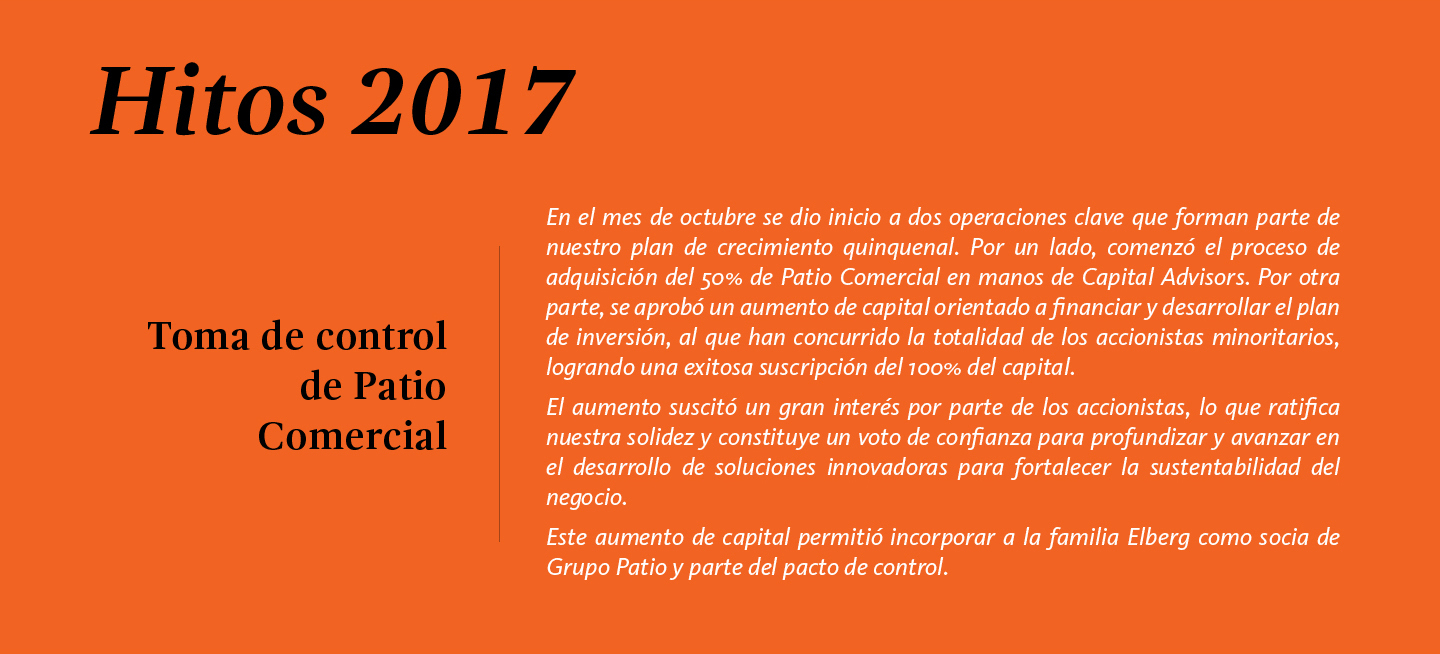 Hitos 2017
Toma de control
de Patio
Comercial
En el mes de octubre se dio inicio a dos operaciones clave que forman parte de
nuestro plan de crecimiento quinquenal. Por un lado, comenzó el proceso de
adquisición del 50% de Patio Comercial en manos de Capital Advisors. Por otra
parte, se aprobó un aumento de capital orientado a financiar y desarrollar el plan
de inversión, al que han concurrido la totalidad de los accionistas minoritarios,
logrando una exitosa suscripción del 100% del capital.
El aumento suscitó un gran interés por parte de los accionistas, lo que ratifica
nuestra solidez y constituye un voto de confianza para profundizar y avanzar en
el desarrollo de soluciones innovadoras para fortalecer la sustentabilidad del
negocio.
Este aumento de capital permitió incorporar a la familia Elberg como socia de
Grupo Patio y parte del pacto de control.